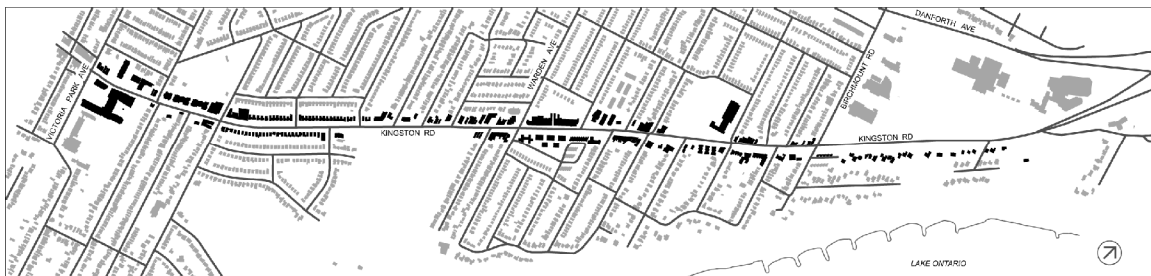 DANFORTH AVE
VICTORIA PARK AVE
WARDEN AVE
BIRCHMOUNT RD
KINGSTON RD
KINGSTON RD
LAKE ONTARIO